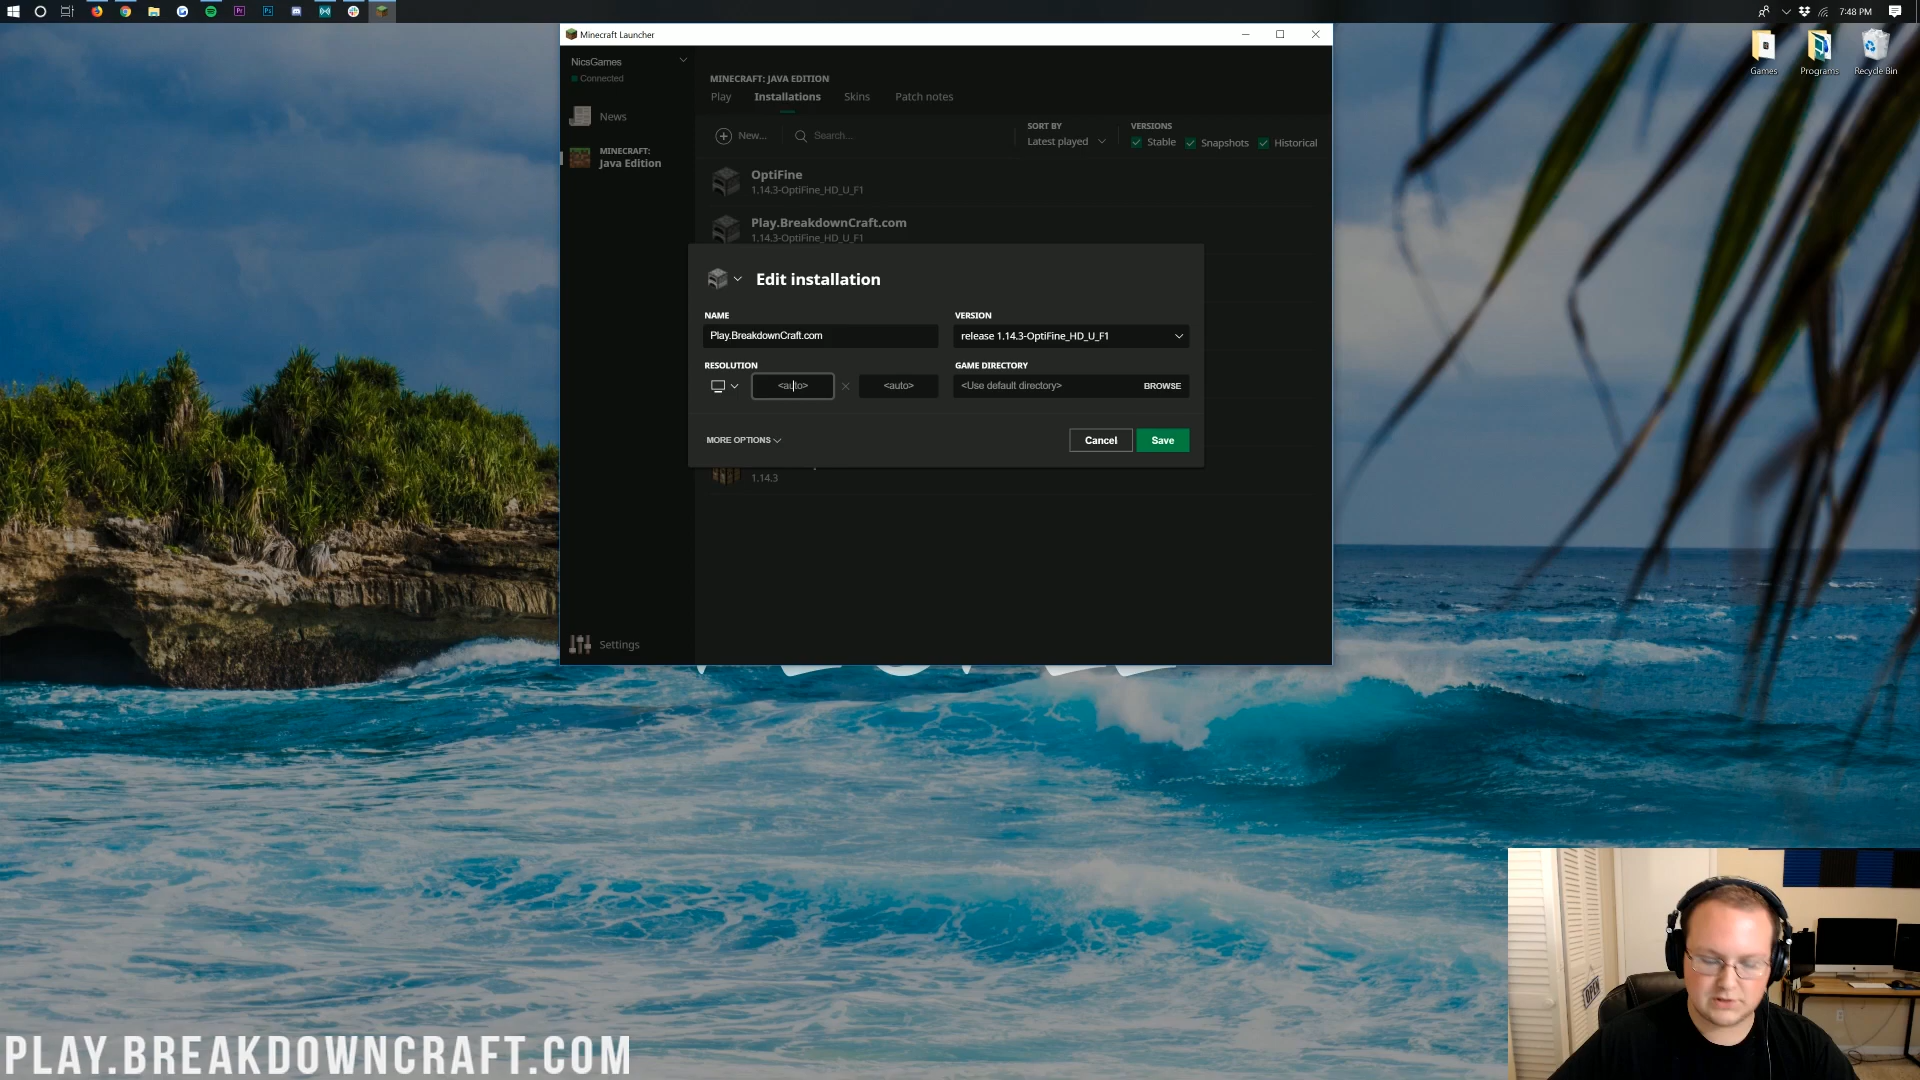 7:48 PM
Minecraft Launcher
Games
Programs
Recycle Bin
NicsGames
Connected
MINECRAFT: JAVA EDITION
Play
Installations
Skins
Patch notes
News
MINECRAFT:
Java Edition
New...
Search...
SORT BY
Latest played
VERSIONS
Stable
Snapshots
Historical
OptiFine
1.14.3-OptiFine_HD_U_F1
Play.BreakdownCraft.com
1.14.3-OptiFine_HD_U_F1
Edit installation
NAME
VERSION
Play.BreakdownCraft.com
release 1.14.3-OptiFine_HD_U_F1
RESOLUTION
GAME DIRECTORY
<auto>
<auto>
<Use default directory>
BROWSE
MORE OPTIONS
Cancel
Save
1.14.3
Settings
OPEN
PLAY.BREAKDOWNCRAFT.COM